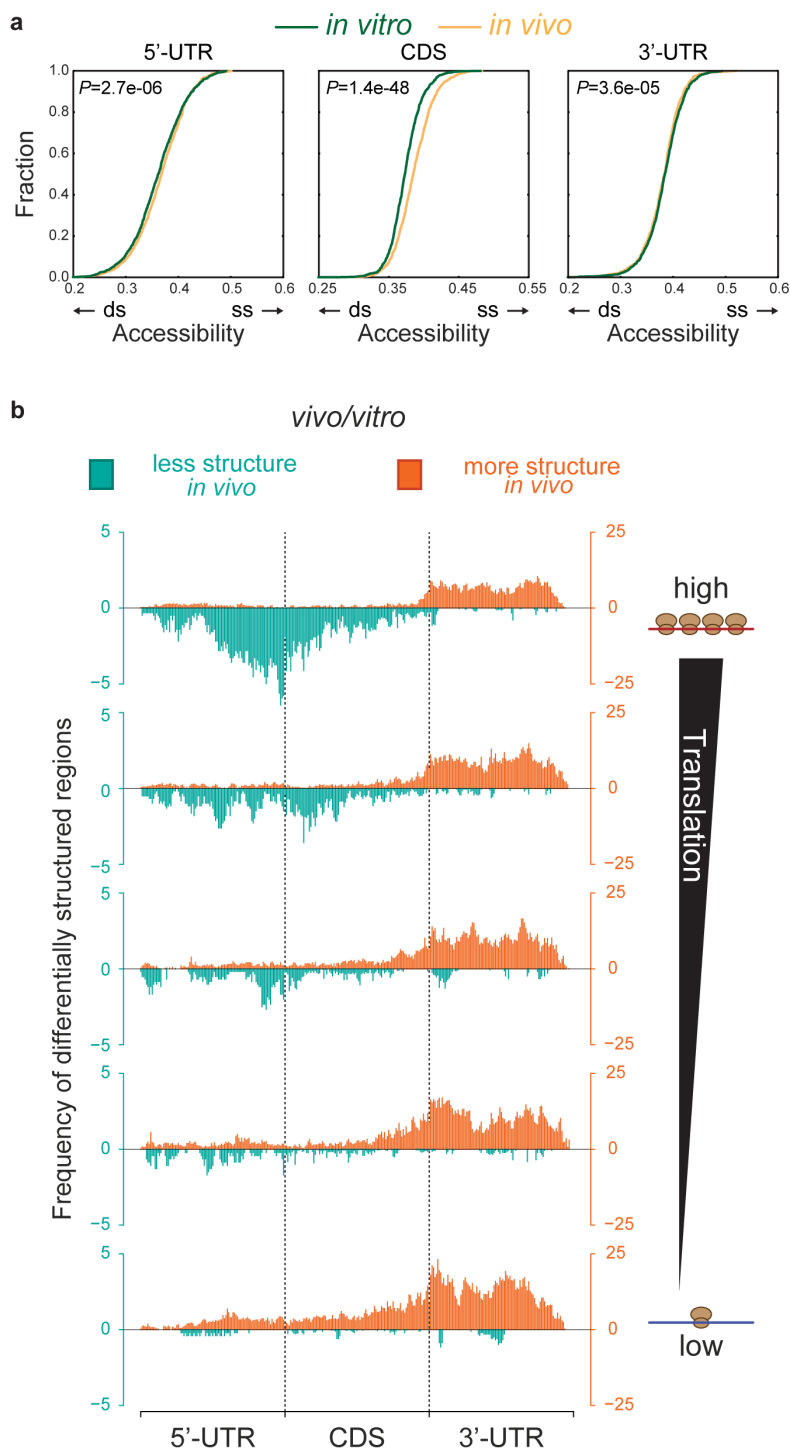 a
in vitro in vivo
5'-UTR CDS 3'-UTR
P=2.7e-06 P=1.4e-48 P=3.6e-05
Fraction
1.0
0.8
0.6
0.4
0.2
0.0
0.2 0.3 0.4 0.5 0.6 0.25 0.35 0.45 0.55 0.2 0.3 0.4 0.5 0.6
← ds ss → ← ds ss → ← ds ss →
Accessibility Accessibility Accessibility
b
vivo/vitro
less structure
in vivo
more structure
in vivo
Frequency of differentially structured regions
5 25
0 0
−5 −25
5 25
0 0
−5 −25
5 25
0 0
−5 −25
5 25
0 0
−5 −25
5 25
0 0
−5 −25
high
Translation
low
5'-UTR CDS 3'-UTR